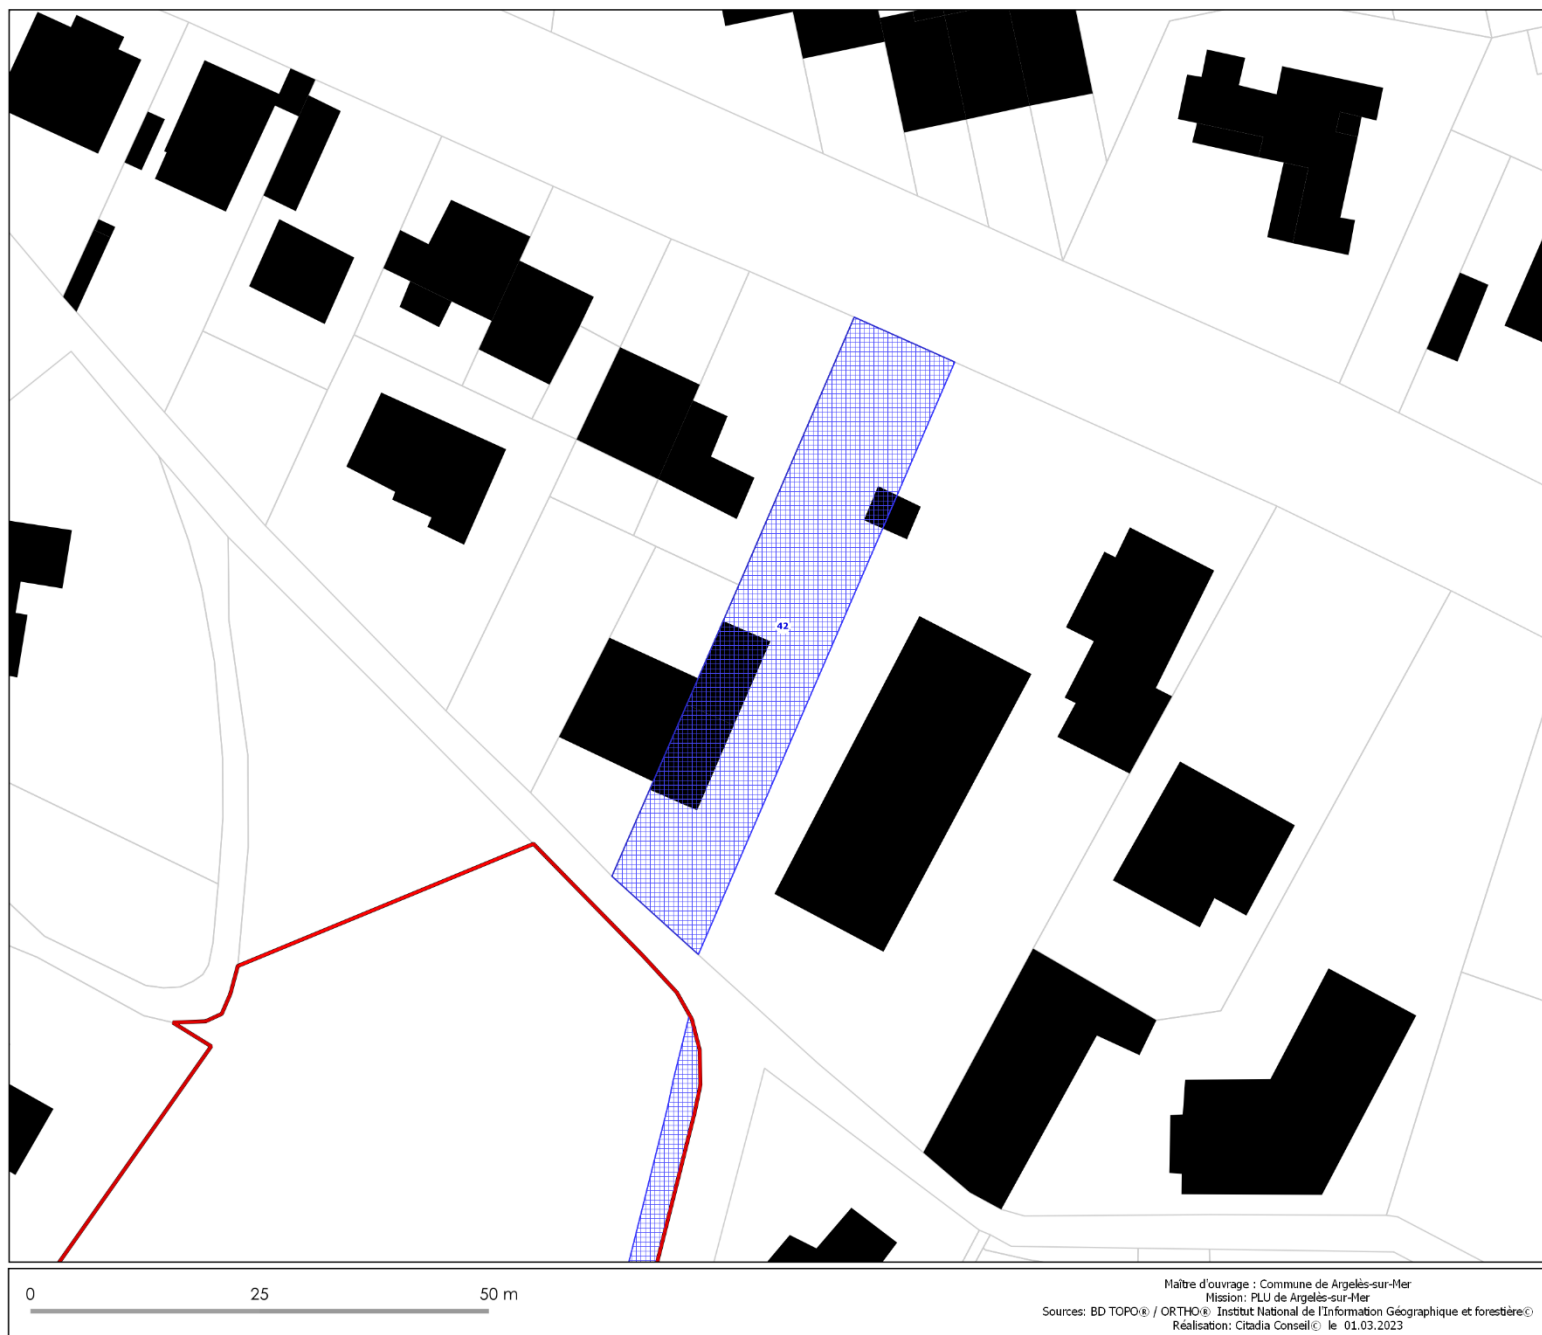 42
0 25 50 m
Maître d'ouvrage : Commune de Argelès-sur-Mer
Mission: PLU de Argelès-sur-Mer
Sources: BD TOPO® / ORTHO® Institut National de l'Information Géographique et forestière©
Réalisation: Citadia Conseil© le 01.03.2023